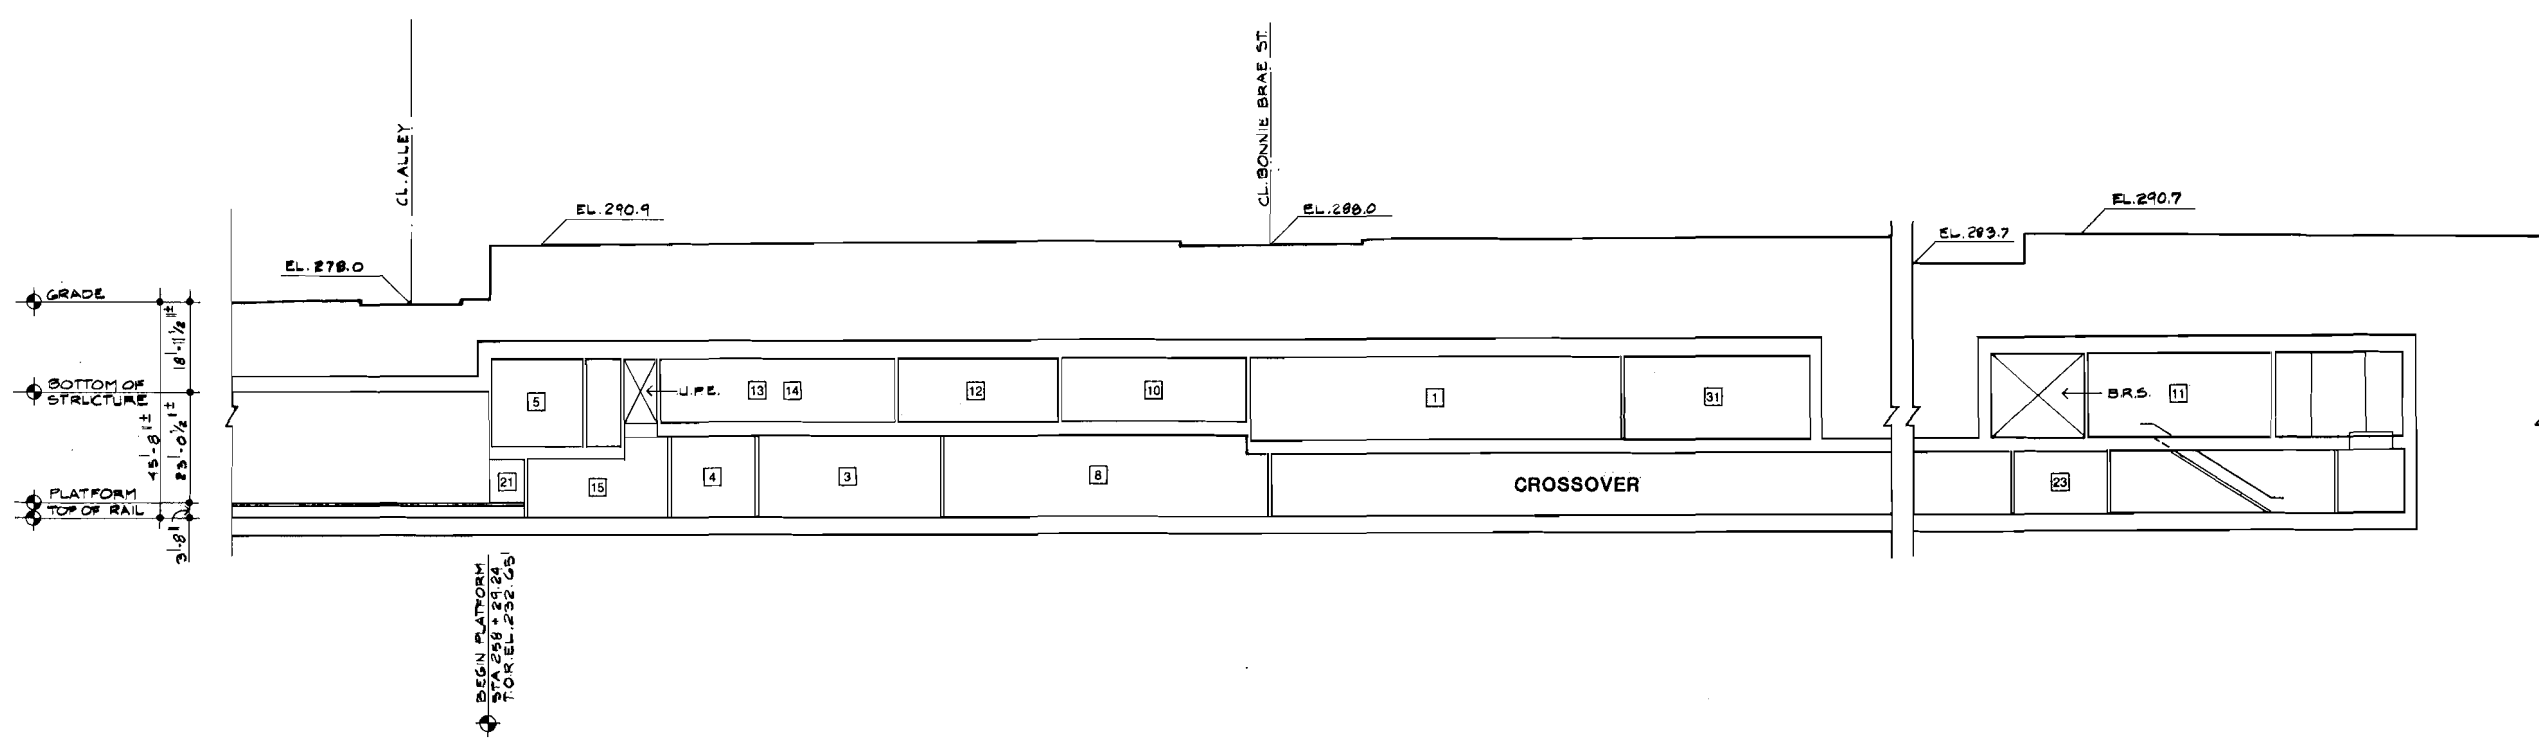 CL. ALLEY
CL. BONNIE BRAE ST.
EL. 290.9
EL. 288.0
EL. 290.7
EL. 283.7
EL. 278.0
GRADE
18'-11 1/2"±
BOTTOM OF
STRUCTURE
45'-8"±
23'-0 1/2"±
PLATFORM
TOP OF RAIL
3'-8"
5
U.P.E.
13
14
12
10
1
31
B.R.S.
11
21
15
4
3
8
CROSSOVER
23
BEGIN PLATFORM
STA 258 + 29.24
T.O.R. EL. 232.65'